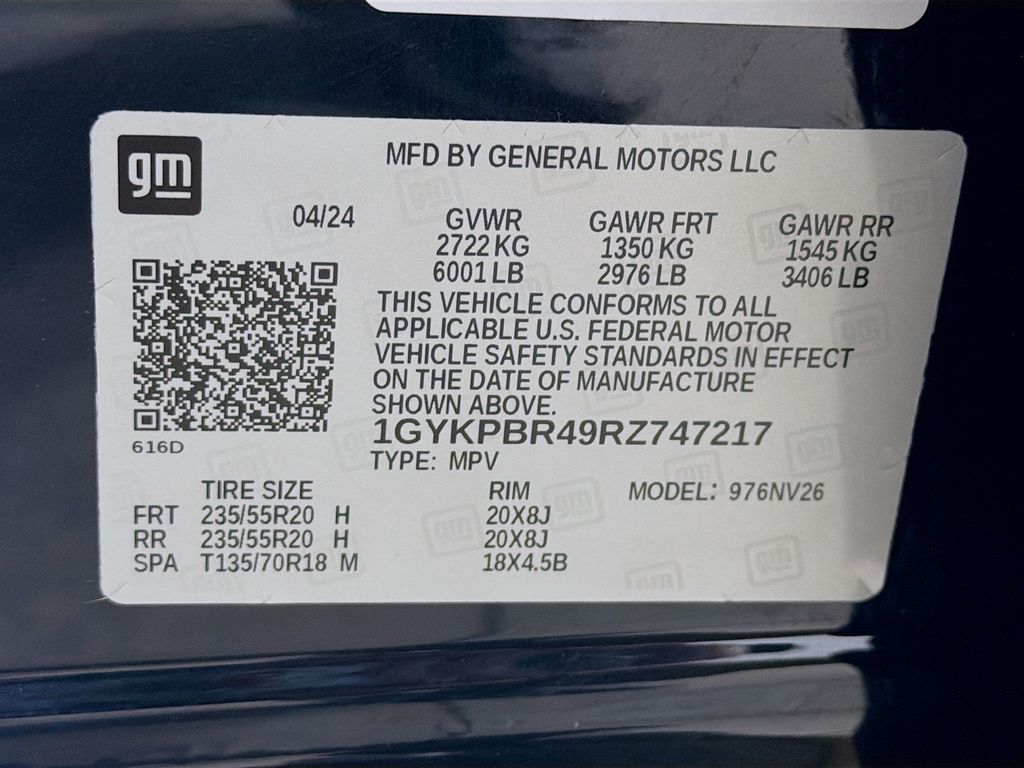 gm
MFD BY GENERAL MOTORS LLC
04/24 GVWR GAWR FRT GAWR RR
2722 KG 1350 KG 1545 KG
6001 LB 2976 LB 3406 LB
THIS VEHICLE CONFORMS TO ALL
APPLICABLE U.S. FEDERAL MOTOR
VEHICLE SAFETY STANDARDS IN EFFECT
ON THE DATE OF MANUFACTURE
SHOWN ABOVE.
616D
1GYKPBR49RZ747217
TYPE: MPV
TIRE SIZE RIM MODEL: 976NV26
FRT 235/55R20 H 20X8J
RR 235/55R20 H 20X8J
SPA T135/70R18 M 18X4.5B